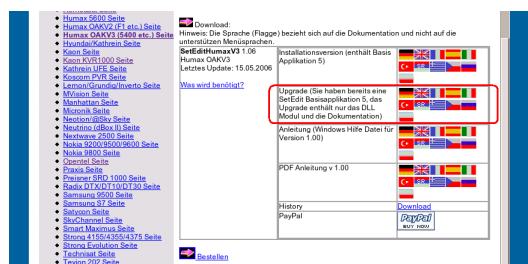 Humax 5600 Seite
Humax OAKV2 (F1 etc.) Seite
Humax OAKV3 (5400 etc.) Seite
Hyundai/Kathrein Seite
Kaon Seite
Kaon KVR1000 Seite
Kathrein UFE Seite
Koscom PVR Seite
Lemon/Grundig/Inverto Seite
MVision Seite
Manhattan Seite
Micronik Seite
Neotion/@Sky Seite
Neutrino (dBox II) Seite
Nextwave 2500 Seite
Nokia 9200/9500/9600 Seite
Nokia 9800 Seite
Opentel Seite
Praxis Seite
Preisner SRD 1000 Seite
Radix DTX/DT10/DT30 Seite
Samsung 9500 Seite
Samsung S7 Seite
Satycon Seite
SkyChannel Seite
Smart Maximus Seite
Strong 4155/4355/4375 Seite
Strong Evolution Seite
Technisat Seite
Tevion 202 Seite
Download:
Hinweis: Die Sprache (Flagge) bezieht sich auf die Dokumentation und nicht auf die
unterstützen Menüsprachen.
SetEditHumaxV3 1.06
Humax OAKV3
Letztes Update: 15.05.2006
Was wird benötigt?
Installationsversion (enthält Basis
Applikation 5)
Upgrade (Sie haben bereits eine
SetEdit Basisapplikation 5, das
Upgrade enthält nur das DLL
Modul und die Dokumentation)
Anleitung (Windows Hilfe Datei für
Version 1.00)
PDF Anleitung v 1.00
History
Download
PayPal
PayPal
BUY NOW
Bestellen